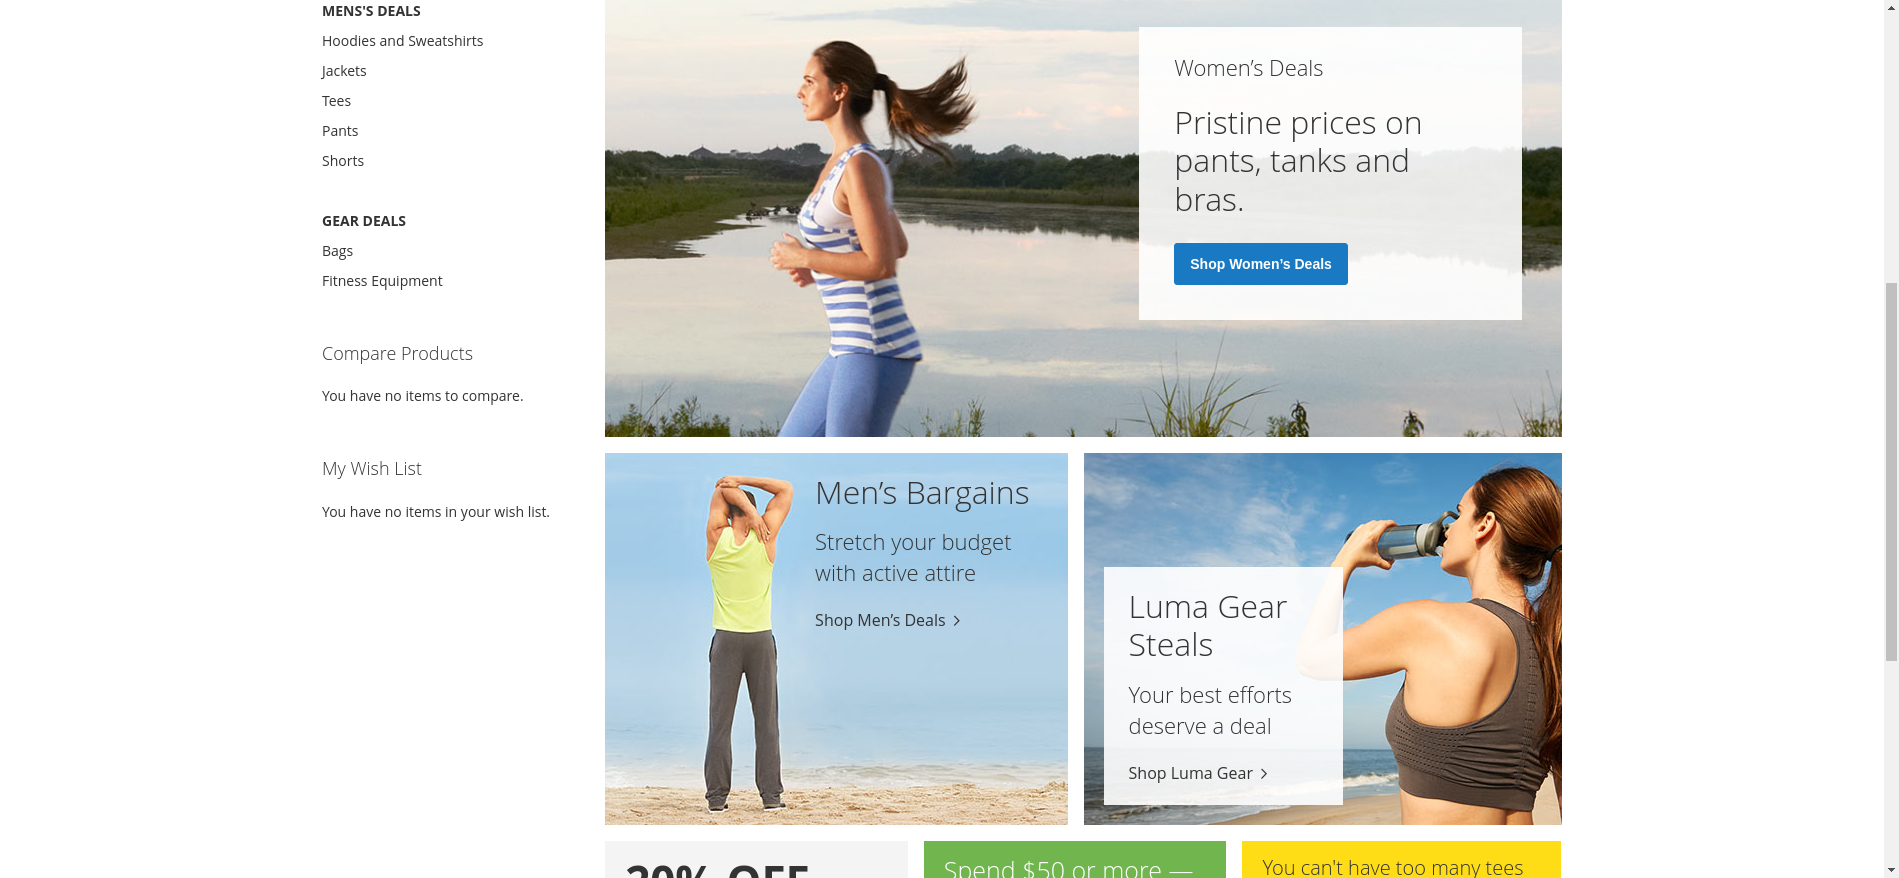 MENS'S DEALS
Hoodies and Sweatshirts
Jackets
Tees
Pants
Shorts
GEAR DEALS
Bags
Fitness Equipment
Compare Products
You have no items to compare.
My Wish List
You have no items in your wish list.
Women’s Deals
Pristine prices on
pants, tanks and
bras.
Shop Women’s Deals
Men’s Bargains
Stretch your budget
with active attire
Shop Men’s Deals
Luma Gear
Steals
Your best efforts
deserve a deal
Shop Luma Gear
20% OFF
Spend $50 or more —
You can't have too many tees